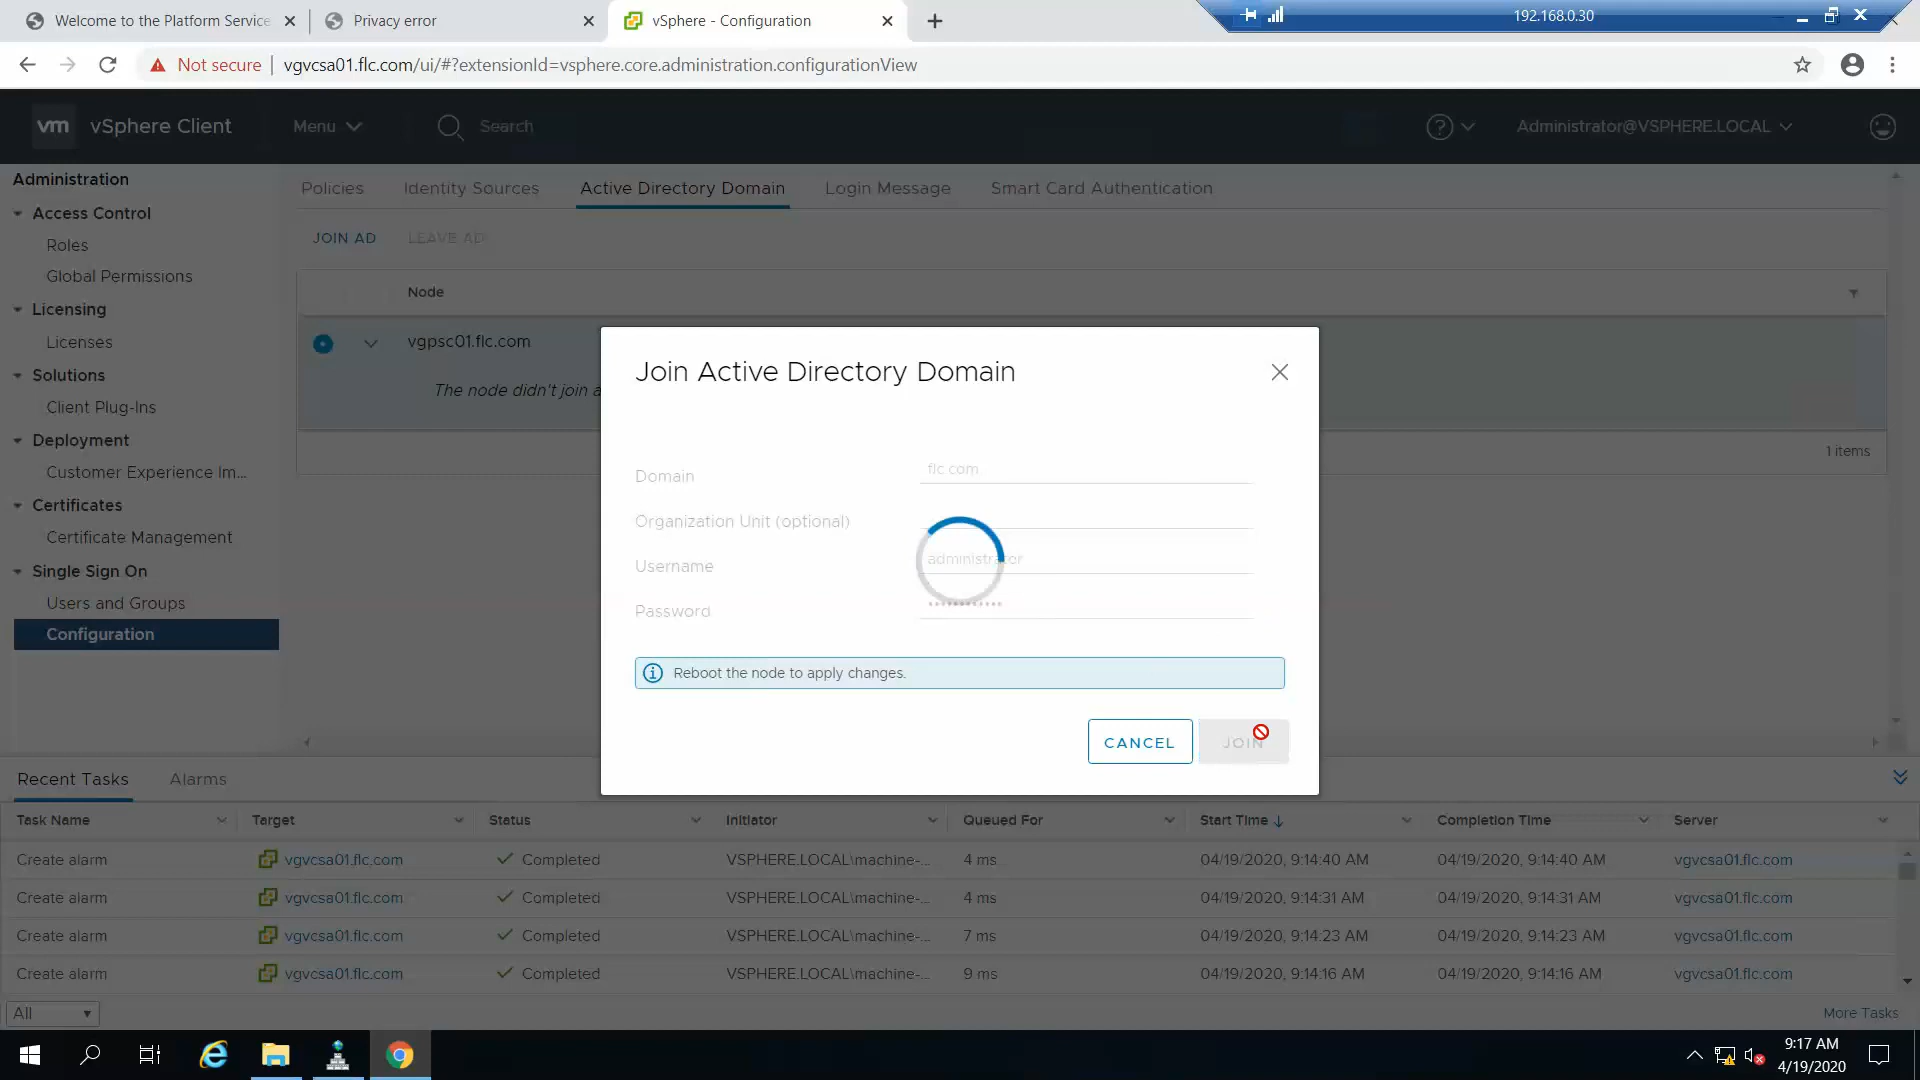 Welcome to the Platform Service
Privacy error
vSphere - Configuration
192.168.0.30
Not secure
vgvcsa01.flc.com/ui/#?extensionId=vsphere.core.administration.configurationView
vm
vSphere Client
Menu
Search
?
Administrator@VSPHERE.LOCAL
Administration
Access Control
Roles
Global Permissions
Licensing
Licenses
Solutions
Client Plug-Ins
Deployment
Customer Experience Im...
Certificates
Certificate Management
Single Sign On
Users and Groups
Configuration
Policies
Identity Sources
Active Directory Domain
Login Message
Smart Card Authentication
JOIN AD
LEAVE AD
Node
vgpsc01.flc.com
The node didn't join a
1 items
Join Active Directory Domain
Domain
flc.com
Organization Unit (optional)
Username
administrator
Password
Reboot the node to apply changes.
CANCEL
JOIN
Recent Tasks
Alarms
Task Name Target Status Initiator Queued For Start Time Completion Time Server
Create alarm vgvcsa01.flc.com Completed VSPHERE.LOCAL\machine-... 4 ms 04/19/2020, 9:14:40 AM 04/19/2020, 9:14:40 AM vgvcsa01.flc.com
Create alarm vgvcsa01.flc.com Completed VSPHERE.LOCAL\machine-... 4 ms 04/19/2020, 9:14:31 AM 04/19/2020, 9:14:31 AM vgvcsa01.flc.com
Create alarm vgvcsa01.flc.com Completed VSPHERE.LOCAL\machine-... 7 ms 04/19/2020, 9:14:23 AM 04/19/2020, 9:14:23 AM vgvcsa01.flc.com
Create alarm vgvcsa01.flc.com Completed VSPHERE.LOCAL\machine-... 9 ms 04/19/2020, 9:14:16 AM 04/19/2020, 9:14:16 AM vgvcsa01.flc.com
All
More Tasks
9:17 AM
4/19/2020